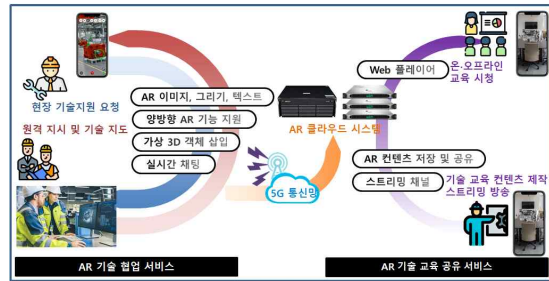 현장 기술지원 요청
원격 지시 및 기술 지도
AR 이미지, 그리기, 텍스트
양방향 AR 기능 지원
가상 3D 객체 삽입
실시간 채팅
5G 통신망
AR 클라우드 시스템
Web 플레이어
온·오프라인
교육 시청
AR 컨텐츠 저장 및 공유
스트리밍 채널
기술 교육 컨텐츠 제작
스트리밍 방송
AR 기술 협업 서비스
AR 기술 교육 공유 서비스